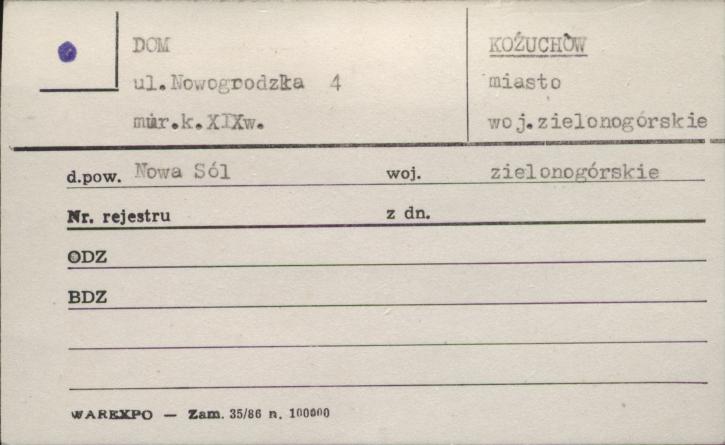 DOM KOŻUCHÓW
ul.Nowogrodzka 4 miasto
mur.k.XIXw. woj.zielonogórskie
d.pow. Nowa Sól woj. zielonogórskie
Nr. rejestru z dn.
ODZ
BDZ
WAREXPO — Zam. 35/86 n. 100000